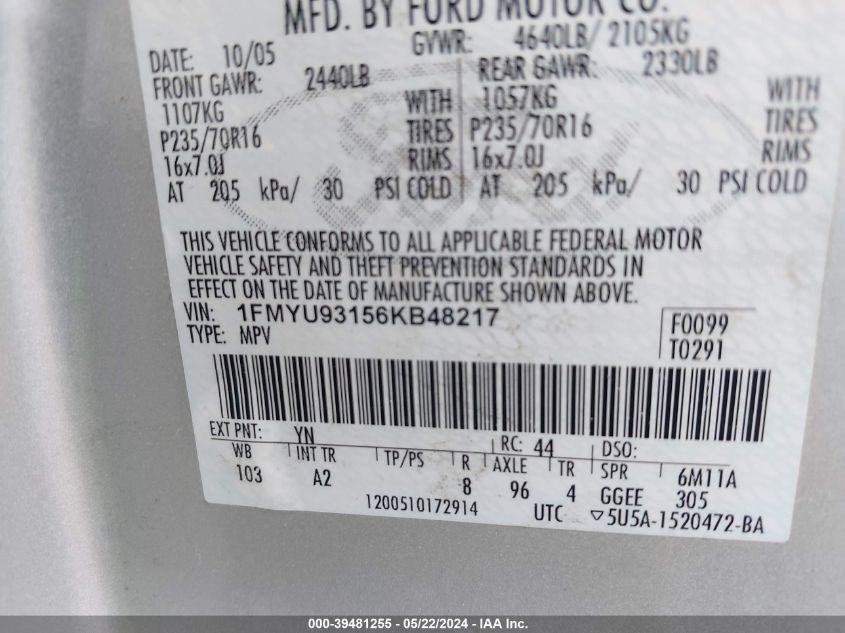 MFD. BY FORD MOTOR CO.
DATE: 10/05 GVWR: 4640LB/ 2105KG
FRONT GAWR: 2440LB REAR GAWR: 2330LB
1107KG WITH 1057KG WITH
P235/70R16 TIRES P235/70R16 TIRES
16x7.0J RIMS 16x7.0J RIMS
AT 205 kPa/ 30 PSI COLD AT 205 kPa/ 30 PSI COLD
THIS VEHICLE CONFORMS TO ALL APPLICABLE FEDERAL MOTOR
VEHICLE SAFETY AND THEFT PREVENTION STANDARDS IN
EFFECT ON THE DATE OF MANUFACTURE SHOWN ABOVE.
VIN: 1FMYU93156KB48217 F0099
TYPE: MPV T0291
EXT PNT: YN RC: 44 DSO:
WB INT TR TP/PS R AXLE TR SPR 6M11A
103 A2 8 96 4 GGEE 305
1200510172914 UTC ▽5U5A-1520472-BA
000-39481255 - 05/22/2024 - IAA Inc.